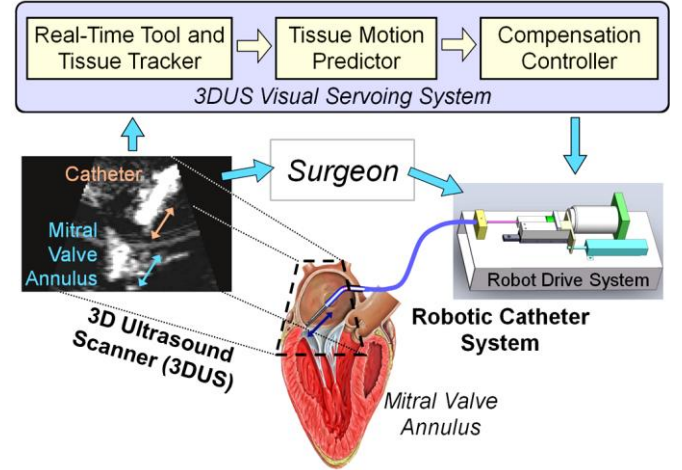 Real-Time Tool and
Tissue Tracker
Tissue Motion
Predictor
Compensation
Controller
3DUS Visual Servoing System
Catheter
Mitral
Valve
Annulus
Surgeon
Robot Drive System
3D Ultrasound
Scanner (3DUS)
Robotic Catheter
System
Mitral Valve
Annulus